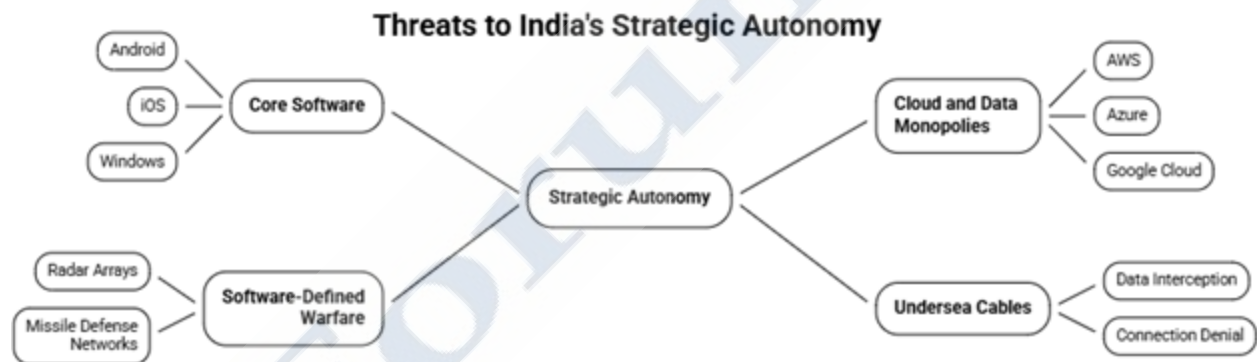 Threats to India's Strategic Autonomy
Android
iOS
Windows
Core Software
Radar Arrays
Missile Defense
Networks
Software-Defined
Warfare
Strategic Autonomy
Cloud and Data
Monopolies
AWS
Azure
Google Cloud
Undersea Cables
Data Interception
Connection Denial